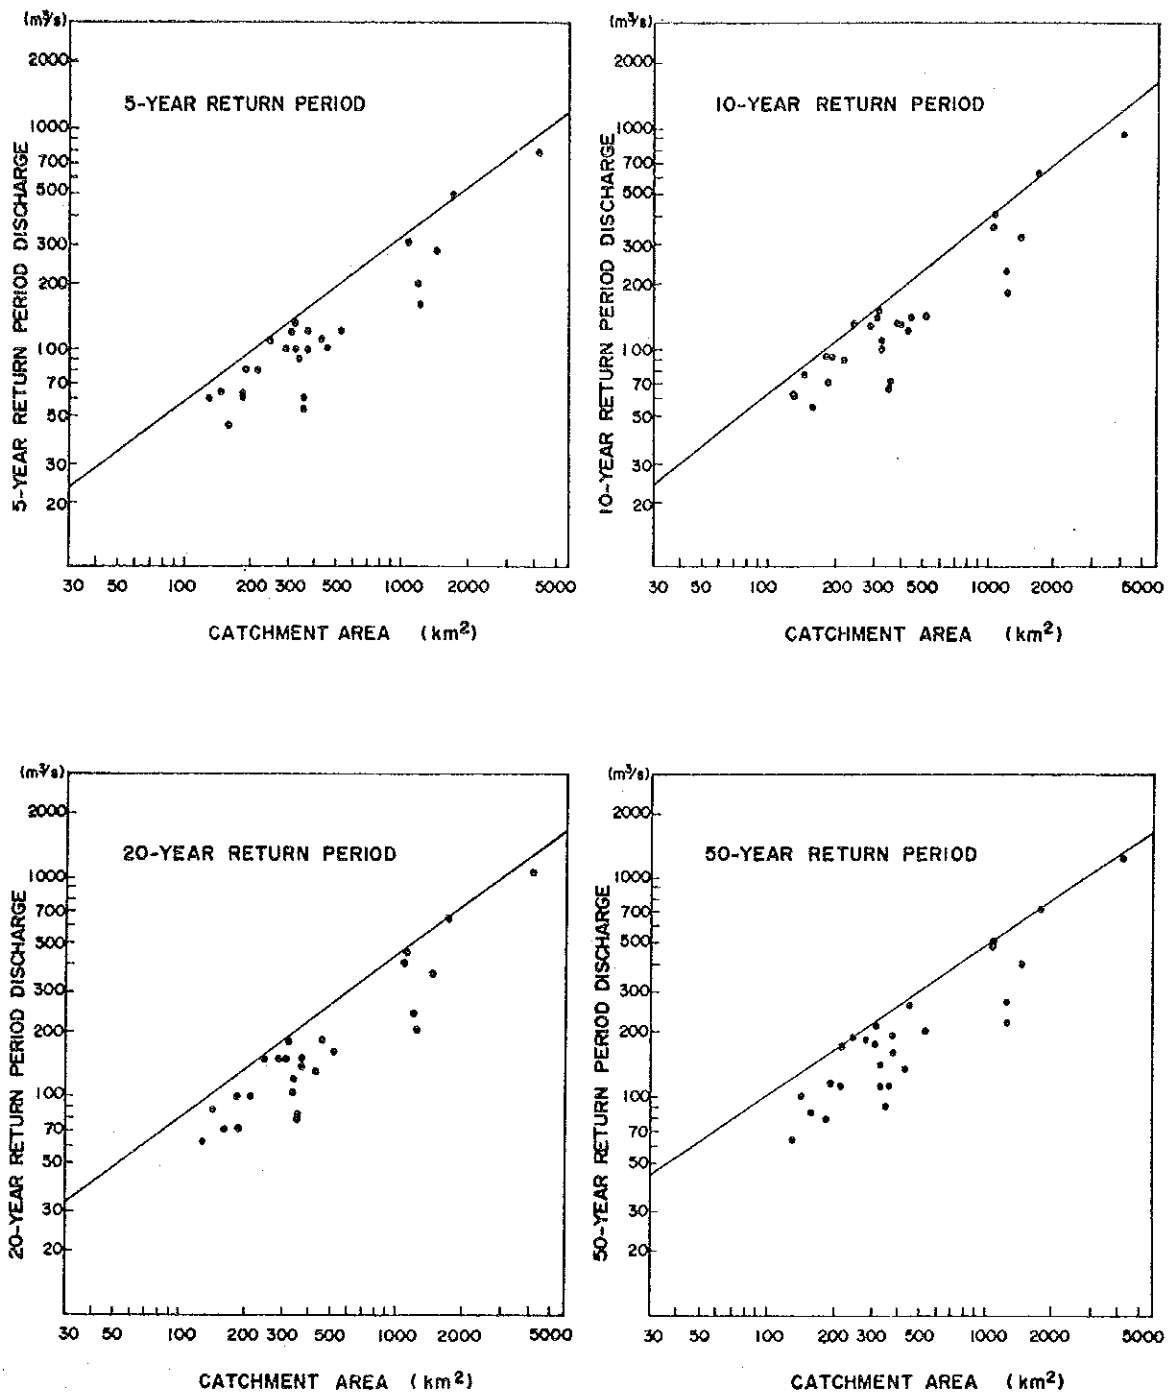 (m³/s)
2000
1000
700
500
300
200
100
70
50
30
20
5-YEAR RETURN PERIOD DISCHARGE
5-YEAR RETURN PERIOD
30 50 100 200 300 500 1000 2000 5000
CATCHMENT AREA (km²)
(m³/s)
2000
1000
700
500
300
200
100
70
50
30
20
10-YEAR RETURN PERIOD DISCHARGE
10-YEAR RETURN PERIOD
30 50 100 200 300 500 1000 2000 5000
CATCHMENT AREA (km²)
(m³/s)
2000
1000
700
500
300
200
100
70
50
30
20
20-YEAR RETURN PERIOD DISCHARGE
20-YEAR RETURN PERIOD
30 50 100 200 300 500 1000 2000 5000
CATCHMENT AREA (km²)
(m³/s)
2000
1000
700
500
300
200
100
70
50
30
20
50-YEAR RETURN PERIOD DISCHARGE
50-YEAR RETURN PERIOD
30 50 100 200 300 500 1000 2000 5000
CATCHMENT AREA (km²)